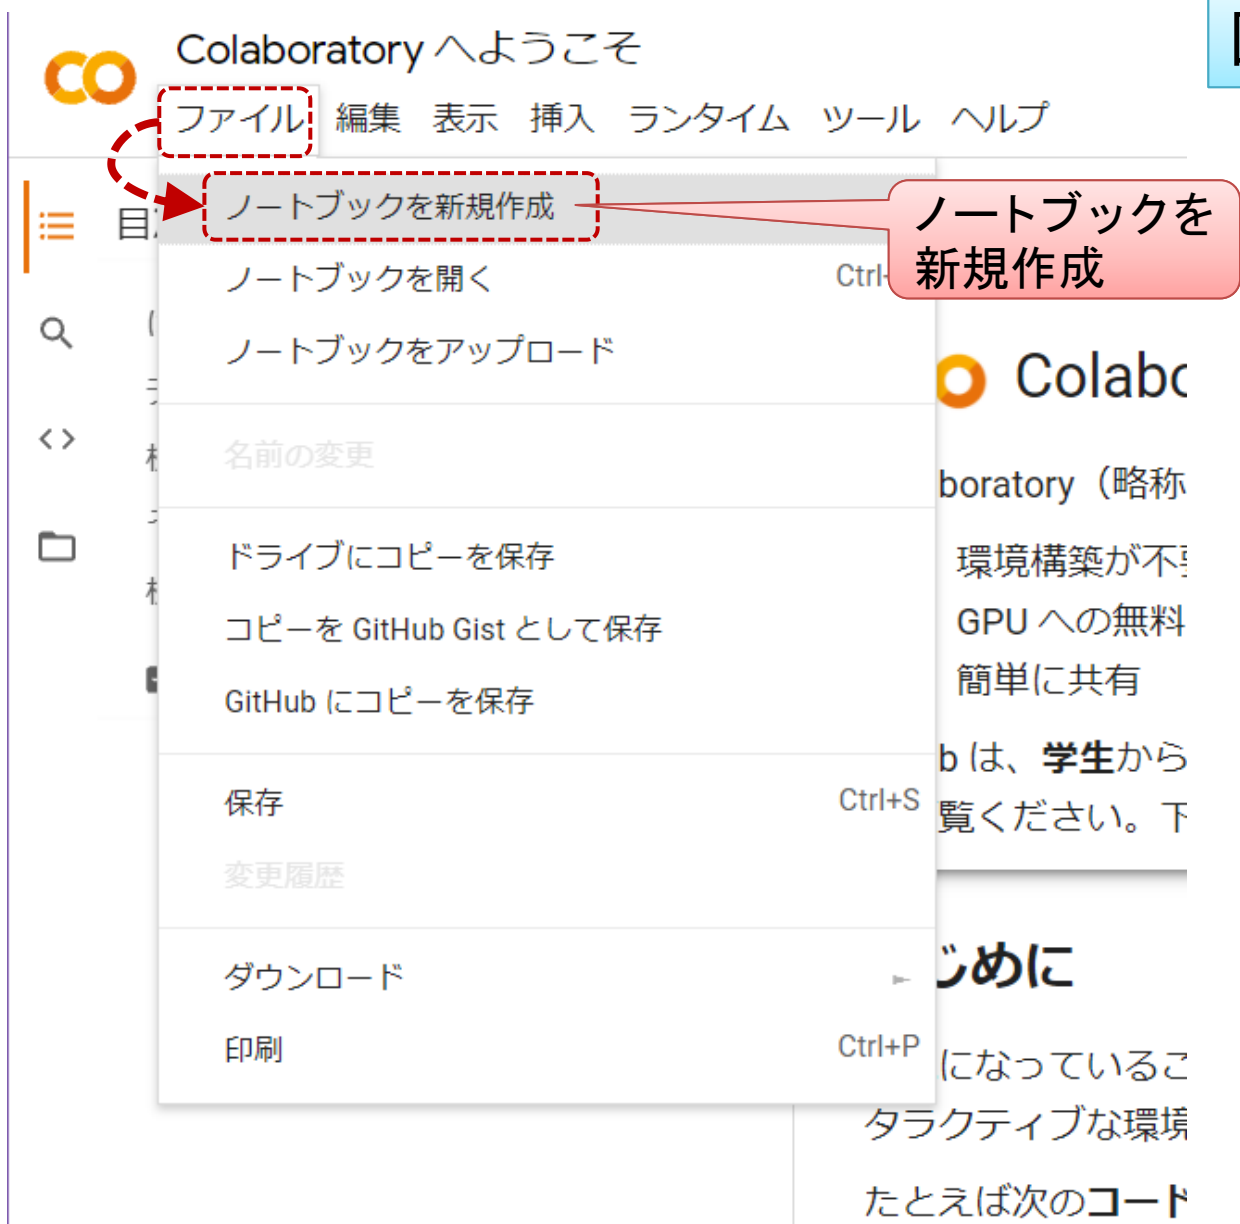 Colaboratory へようこそ
ファイル 編集 表示 挿入 ランタイム ツール ヘルプ
ノートブックを新規作成
ノートブックを
新規作成
ノートブックを開く Ctrl+
ノートブックをアップロード
名前の変更
ドライブにコピーを保存
コピーを GitHub Gist として保存
GitHub にコピーを保存
保存 Ctrl+S
変更履歴
ダウンロード
印刷 Ctrl+P
目
Colabo
boratory（略称
環境構築が不
GPU への無料
簡単に共有
b は、学生から
覧ください。下
じめに
になっているこ
タラクティブな環境
たとえば次のコード